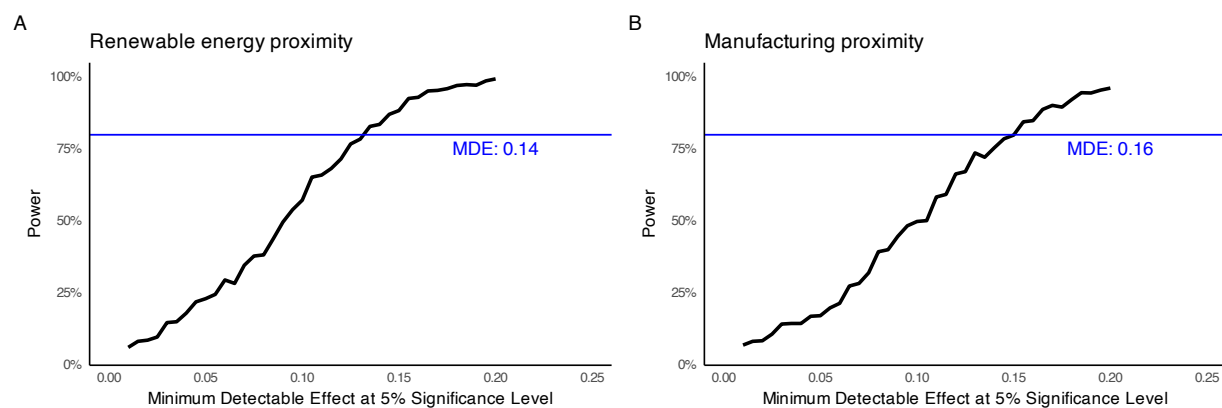 A
Renewable energy proximity
100%
75%
50%
25%
0%
Power
MDE: 0.14
0.00 0.05 0.10 0.15 0.20 0.25
Minimum Detectable Effect at 5% Significance Level
B
Manufacturing proximity
100%
75%
50%
25%
0%
Power
MDE: 0.16
0.00 0.05 0.10 0.15 0.20 0.25
Minimum Detectable Effect at 5% Significance Level